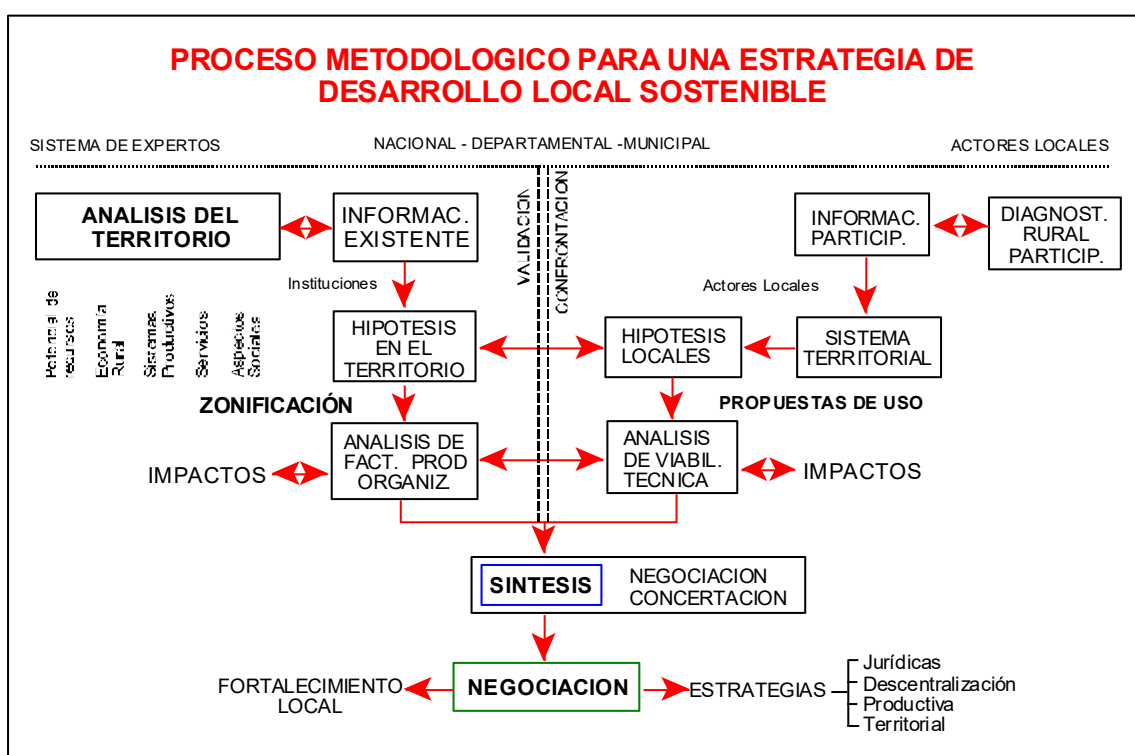 PROCESO METODOLOGICO PARA UNA ESTRATEGIA DE
DESARROLLO LOCAL SOSTENIBLE
SISTEMA DE EXPERTOS
NACIONAL - DEPARTAMENTAL -MUNICIPAL
ACTORES LOCALES
ANALISIS DEL
TERRITORIO
INFORMAC.
EXISTENTE
VALIDACION
CONFRONTACION
INFORMAC.
PARTICIP.
DIAGNOST.
RURAL
PARTICIP.
Instituciones
Actores Locales
Potencial de
recursos
Economía
Rural
Sistemas
Productivos
Servicios
Aspectos
Sociales
HIPOTESIS
EN EL
TERRITORIO
HIPOTESIS
LOCALES
SISTEMA
TERRITORIAL
ZONIFICACIÓN
PROPUESTAS DE USO
IMPACTOS
ANALISIS DE
FACT. PROD
ORGANIZ.
ANALISIS
DE VIABIL.
TECNICA
IMPACTOS
SINTESIS
NEGOCIACION
CONCERTACION
FORTALECIMIENTO
LOCAL
NEGOCIACION
ESTRATEGIAS
Jurídicas
Descentralización
Productiva
Territorial